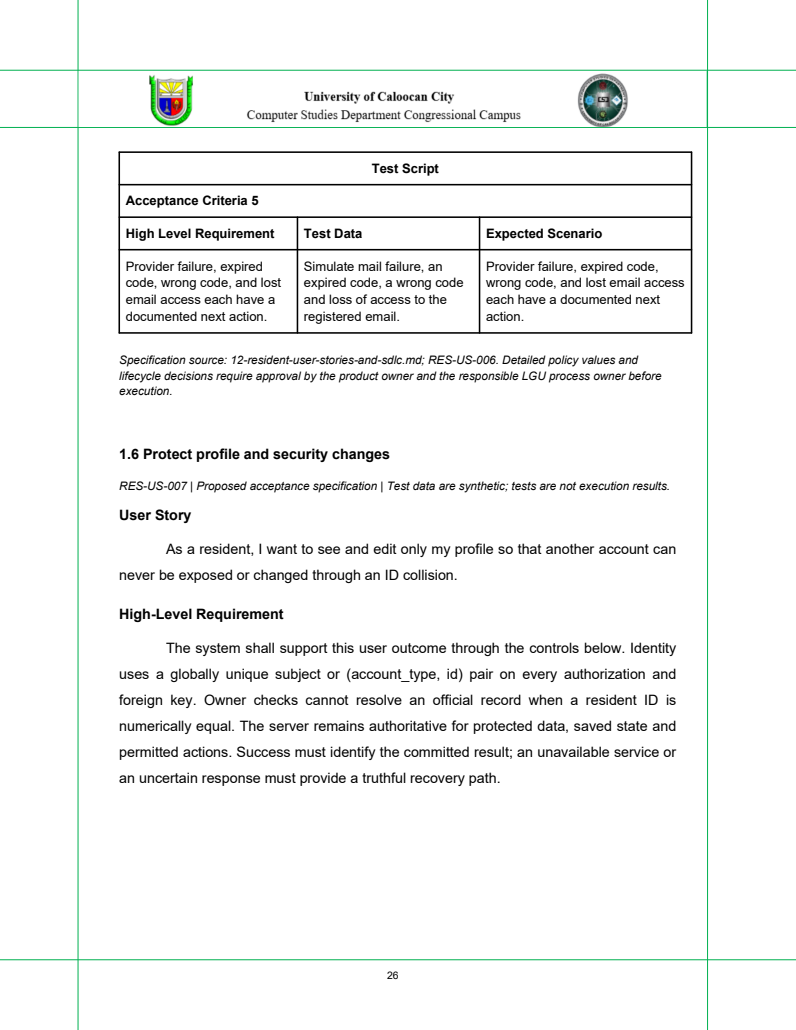 University of Caloocan City
Computer Studies Department Congressional Campus
Test Script
Acceptance Criteria 5
High Level Requirement
Test Data
Expected Scenario
Provider failure, expired
code, wrong code, and lost
email access each have a
documented next action.
Simulate mail failure, an
expired code, a wrong code
and loss of access to the
registered email.
Provider failure, expired code,
wrong code, and lost email access
each have a documented next
action.
Specification source: 12-resident-user-stories-and-sdlc.md; RES-US-006. Detailed policy values and
lifecycle decisions require approval by the product owner and the responsible LGU process owner before
execution.
1.6 Protect profile and security changes
RES-US-007 | Proposed acceptance specification | Test data are synthetic; tests are not execution results.
User Story
As a resident, I want to see and edit only my profile so that another account can
never be exposed or changed through an ID collision.
High-Level Requirement
The system shall support this user outcome through the controls below. Identity
uses a globally unique subject or (account_type, id) pair on every authorization and
foreign key. Owner checks cannot resolve an official record when a resident ID is
numerically equal. The server remains authoritative for protected data, saved state and
permitted actions. Success must identify the committed result; an unavailable service or
an uncertain response must provide a truthful recovery path.
26